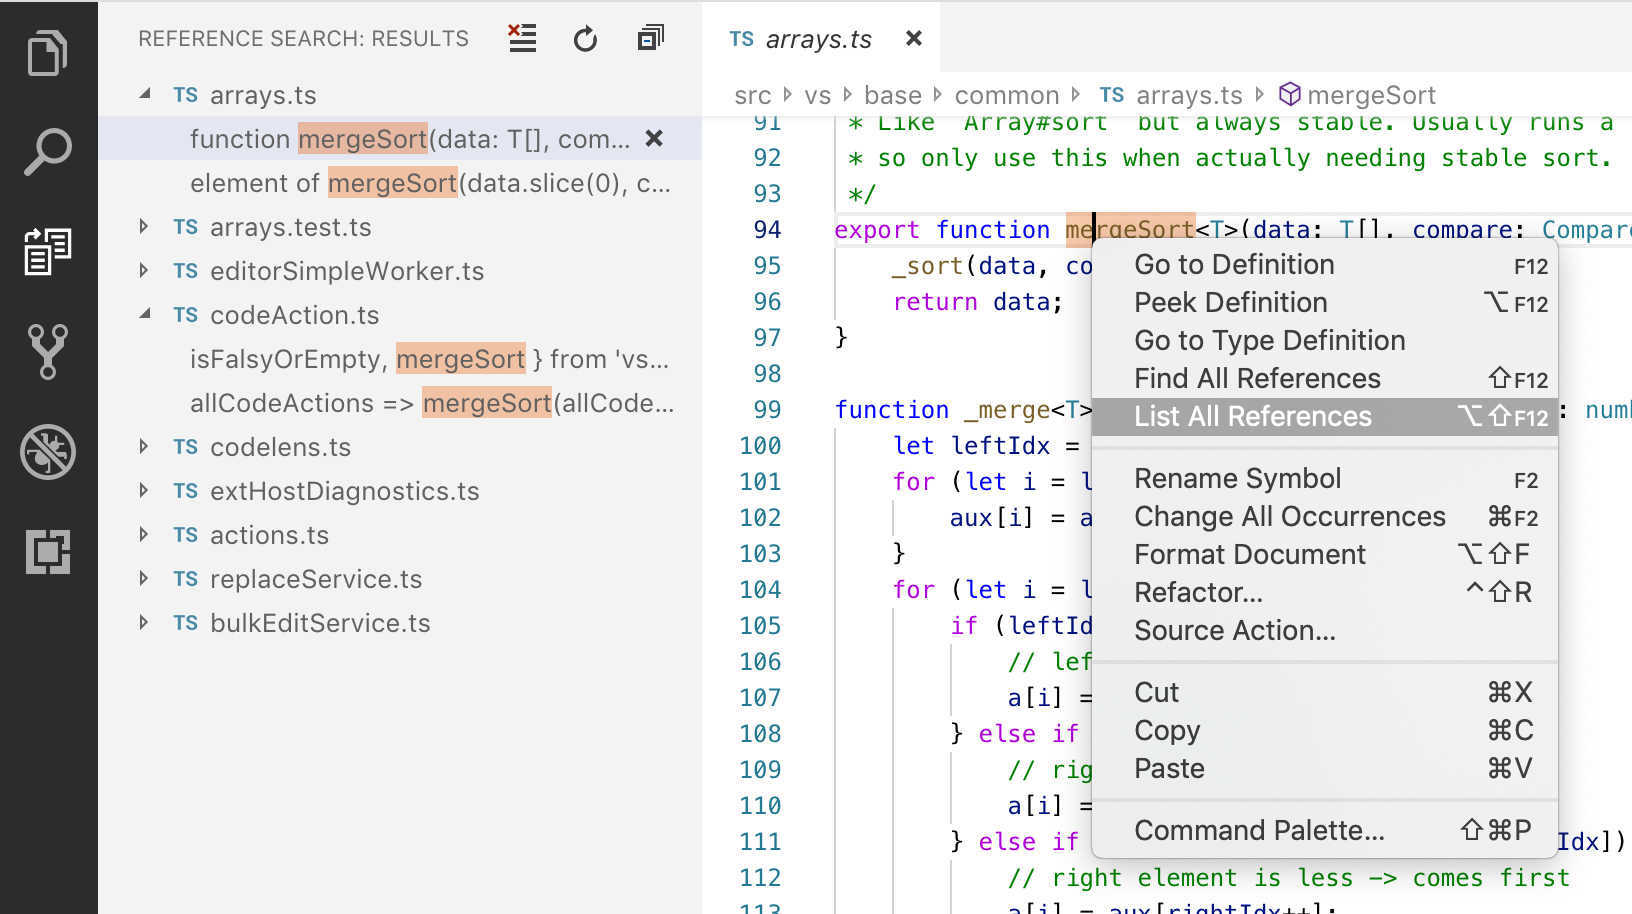 REFERENCE SEARCH: RESULTS
TS arrays.ts
function mergeSort(data: T[], com...
element of mergeSort(data.slice(0), c...
TS arrays.test.ts
TS editorSimpleWorker.ts
TS codeAction.ts
isFalsyOrEmpty, mergeSort } from 'vs...
allCodeActions => mergeSort(allCode...
TS codelens.ts
TS extHostDiagnostics.ts
TS actions.ts
TS replaceService.ts
TS bulkEditService.ts
TS arrays.ts
src vs base common TS arrays.ts mergeSort
91 * Like `Array#sort` but always stable. Usually runs a
92 * so only use this when actually needing stable sort.
93 */
94 export function mergeSort<T>(data: T[], compare: Compar
95 _sort(data, co
96 return data;
97 }
98
99 function _merge<T> : num
100 let leftIdx =
101 for (let i = l
102 aux[i] = a
103 }
104 for (let i = l
105 if (leftId
106 // lef
107 a[i] =
108 } else if
109 // rig
110 a[i] =
111 } else if Idx])
112 // right element is less -> comes first
113 a[i] = aux[rightIdx++];
Go to Definition F12
Peek Definition ⌥F12
Go to Type Definition
Find All References ⇧F12
List All References ⌥⇧F12
Rename Symbol F2
Change All Occurrences ⌘F2
Format Document ⌥⇧F
Refactor... ^⇧R
Source Action...
Cut ⌘X
Copy ⌘C
Paste ⌘V
Command Palette... ⇧⌘P